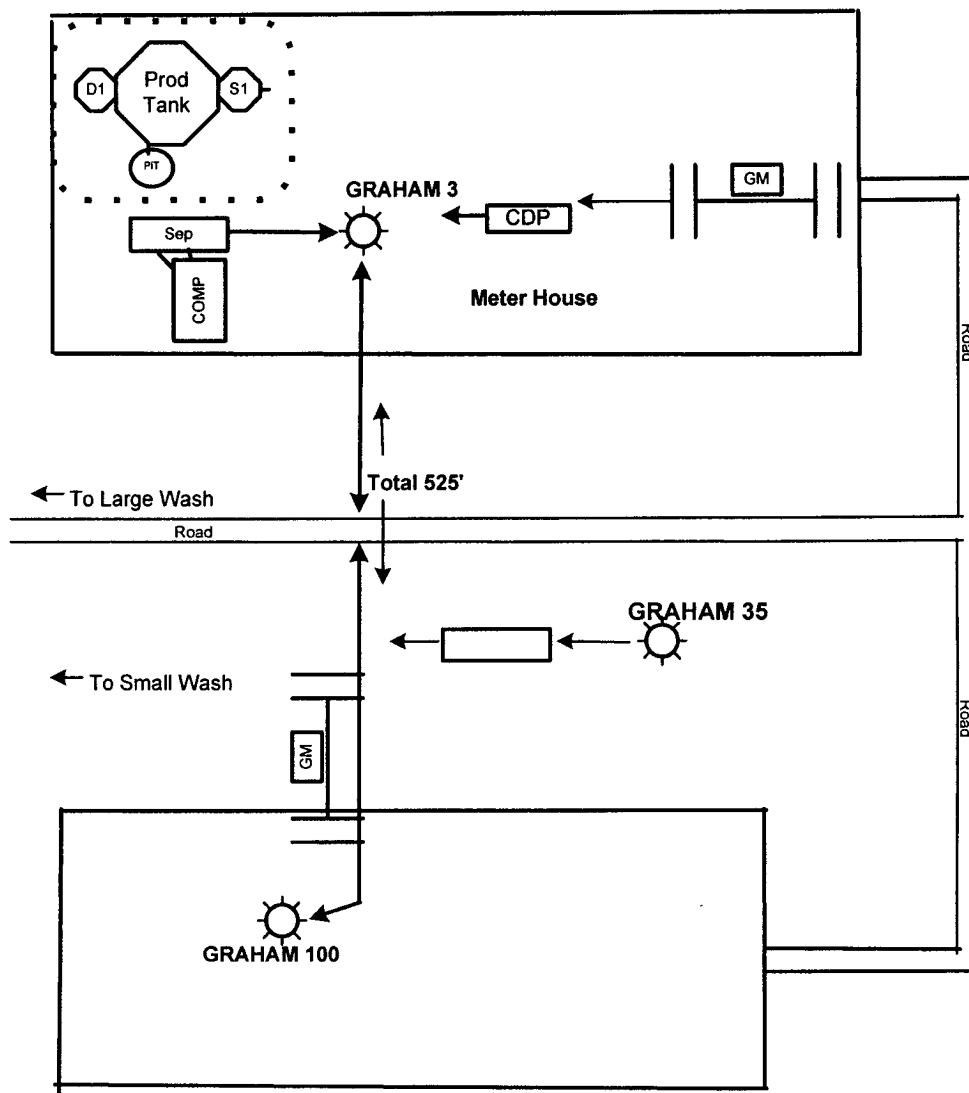 D1
Prod
Tank
S1
PIT
GRAHAM 3
GM
CDP
Sep
COMP
Meter House
Road
Total 525'
To Large Wash
Road
GRAHAM 35
To Small Wash
Road
GM
GRAHAM 100